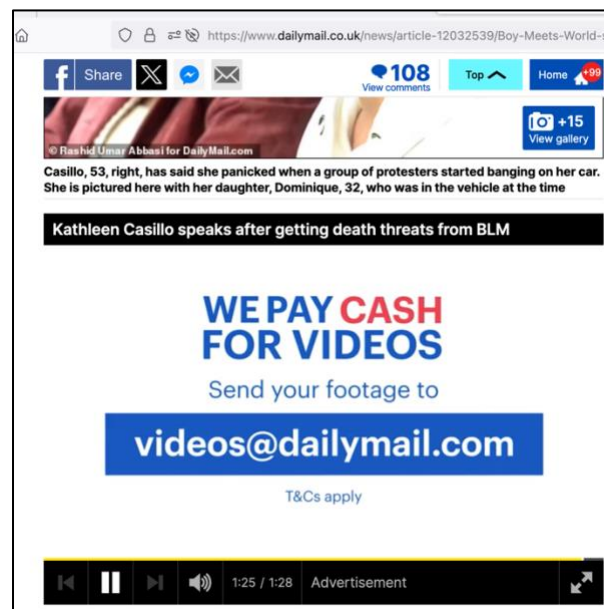 https://www.dailymail.co.uk/news/article-12032539/Boy-Meets-World-s
Share
108
View comments
Top
Home
+99
+15
View gallery
© Rashid Umar Abbasi for DailyMail.com
Casillo, 53, right, has said she panicked when a group of protesters started banging on her car.
She is pictured here with her daughter, Dominique, 32, who was in the vehicle at the time
Kathleen Casillo speaks after getting death threats from BLM
WE PAY CASH
FOR VIDEOS
Send your footage to
videos@dailymail.com
T&Cs apply
1:25 / 1:28 Advertisement